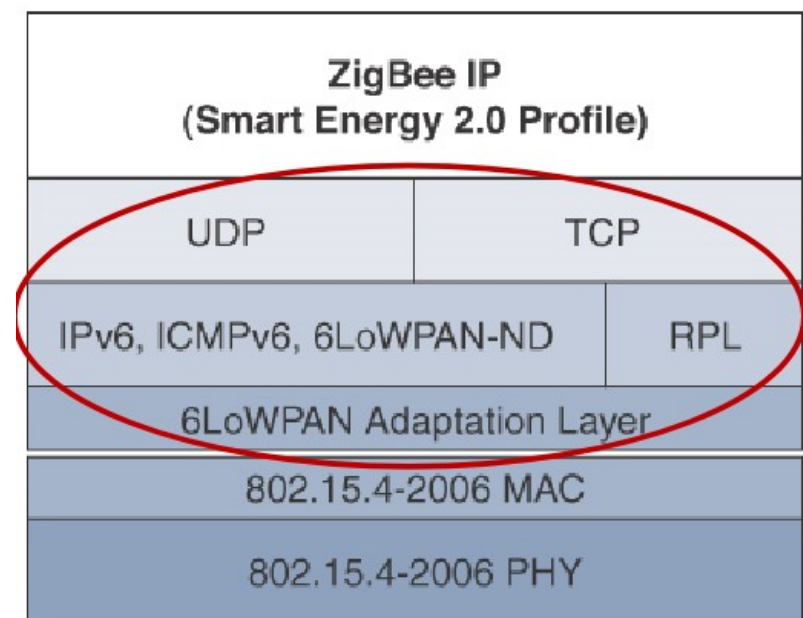 ZigBee IP
(Smart Energy 2.0 Profile)
UDP TCP
IPv6, ICMPv6, 6LoWPAN-ND RPL
6LoWPAN Adaptation Layer
802.15.4-2006 MAC
802.15.4-2006 PHY